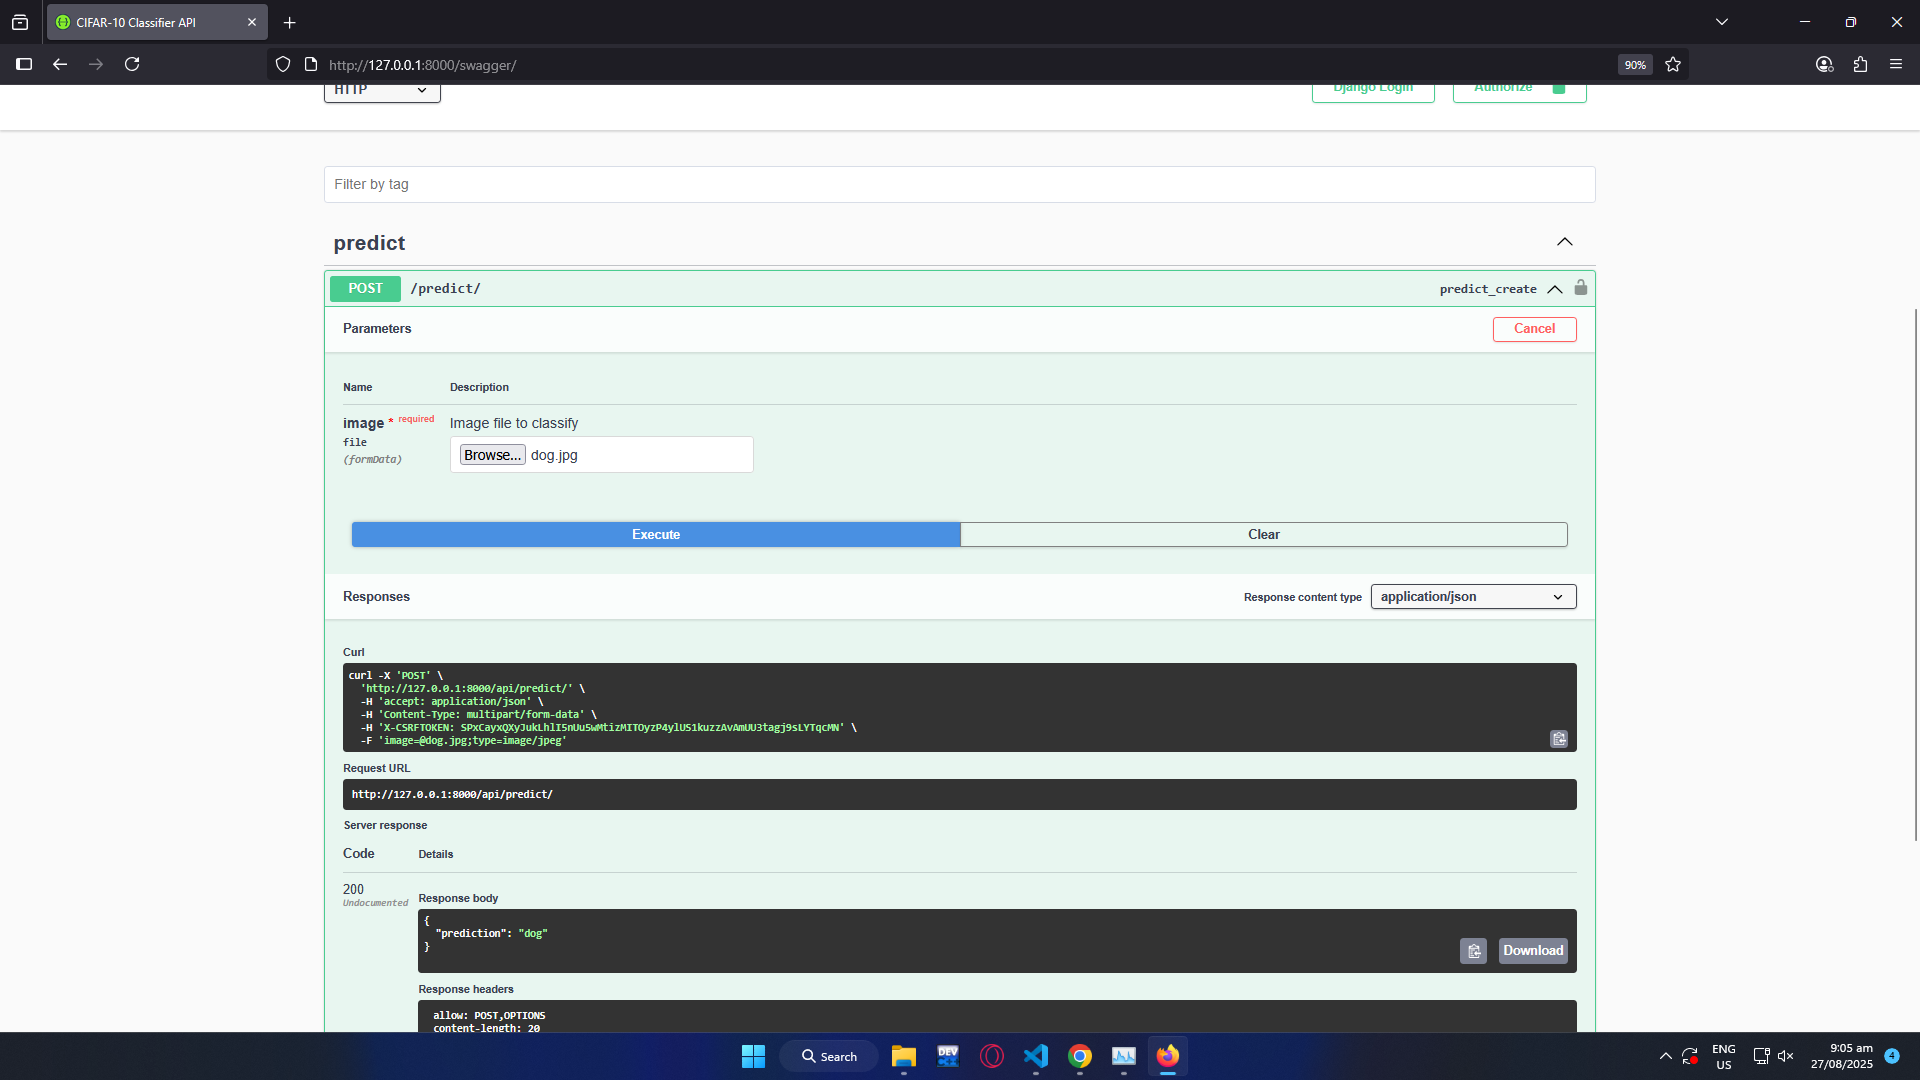 CIFAR-10 Classifier API
http://127.0.0.1:8000/swagger/
90%
HTTP
Django Login
Authorize
Filter by tag
predict
POST
/predict/
predict_create
Parameters
Cancel
Name
Description
image * required
Image file to classify
file
(formData)
Browse...
dog.jpg
Execute
Clear
Responses
Response content type
application/json
Curl
curl -X 'POST' \
'http://127.0.0.1:8000/api/predict/' \
-H 'accept: application/json' \
-H 'Content-Type: multipart/form-data' \
-H 'X-CSRFTOKEN: SPxCayxQXyJukLhlI5nUu5wMtizMITOyzP4ylUS1kuzzAvAmUU3tagj9sLYTqcMN' \
-F 'image=@dog.jpg;type=image/jpeg'
Request URL
http://127.0.0.1:8000/api/predict/
Server response
Code
Details
200
Undocumented
Response body
{
"prediction": "dog"
}
Download
Response headers
allow: POST,OPTIONS
content-length: 20
Search
DEV
ENG
US
9:05 am
27/08/2025
4